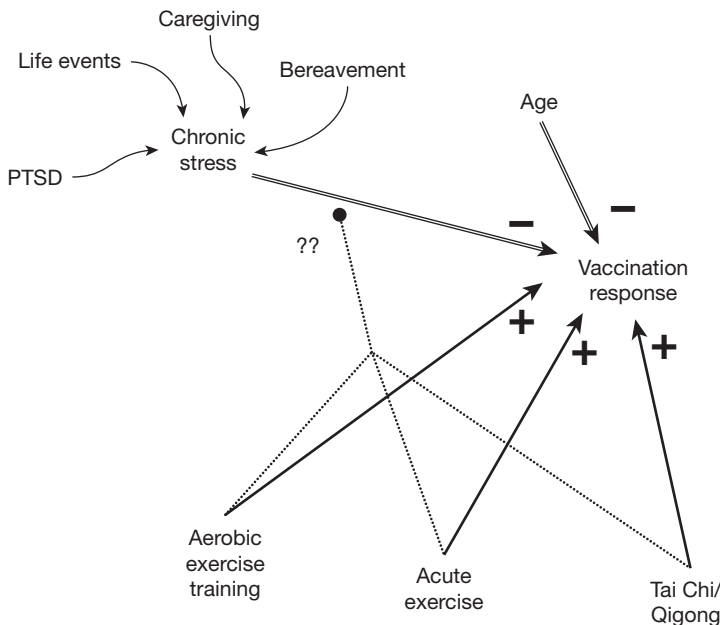 Caregiving
Life events
Bereavement
Age
Chronic
stress
PTSD
−
−
??
Vaccination
response
+
+
+
Aerobic
exercise
training
Acute
exercise
Tai Chi/
Qigong